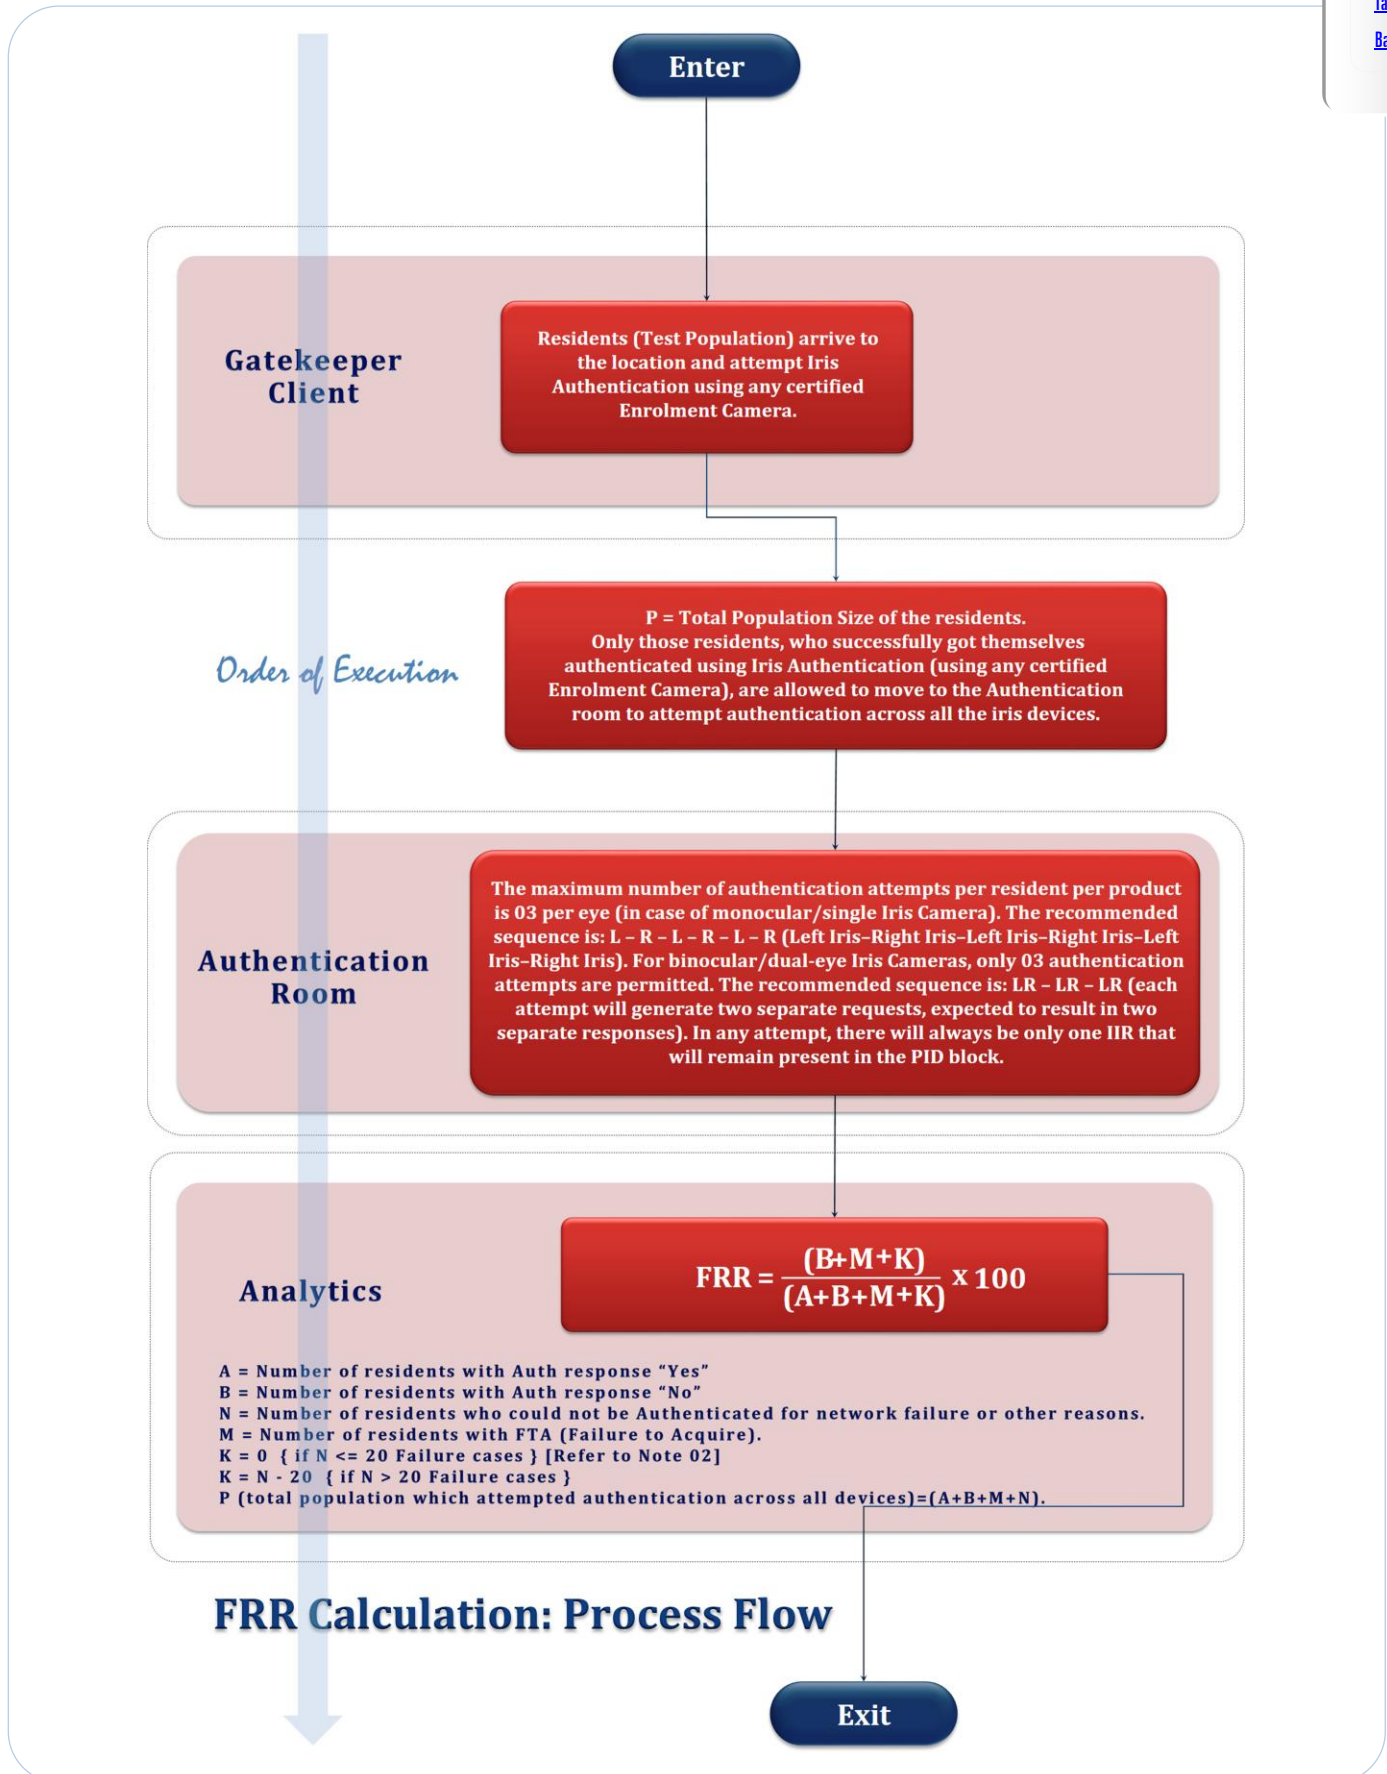 Enter
Gatekeeper
Client
Residents (Test Population) arrive to
the location and attempt Iris
Authentication using any certified
Enrolment Camera.
Order of Execution
P = Total Population Size of the residents.
Only those residents, who successfully got themselves
authenticated using Iris Authentication (using any certified
Enrolment Camera), are allowed to move to the Authentication
room to attempt authentication across all the iris devices.
Authentication
Room
The maximum number of authentication attempts per resident per product
is 03 per eye (in case of monocular/single Iris Camera). The recommended
sequence is: L – R – L – R – L – R (Left Iris–Right Iris–Left Iris–Right Iris–Left
Iris–Right Iris). For binocular/dual-eye Iris Cameras, only 03 authentication
attempts are permitted. The recommended sequence is: LR – LR – LR (each
attempt will generate two separate requests, expected to result in two
separate responses). In any attempt, there will always be only one IIR that
will remain present in the PID block.
Analytics
FRR = (B+M+K) / (A+B+M+K) x 100
A = Number of residents with Auth response “Yes”
B = Number of residents with Auth response “No”
N = Number of residents who could not be Authenticated for network failure or other reasons.
M = Number of residents with FTA (Failure to Acquire).
K = 0 { if N <= 20 Failure cases } [Refer to Note 02]
K = N - 20 { if N > 20 Failure cases }
P (total population which attempted authentication across all devices)=(A+B+M+N).
FRR Calculation: Process Flow
Exit